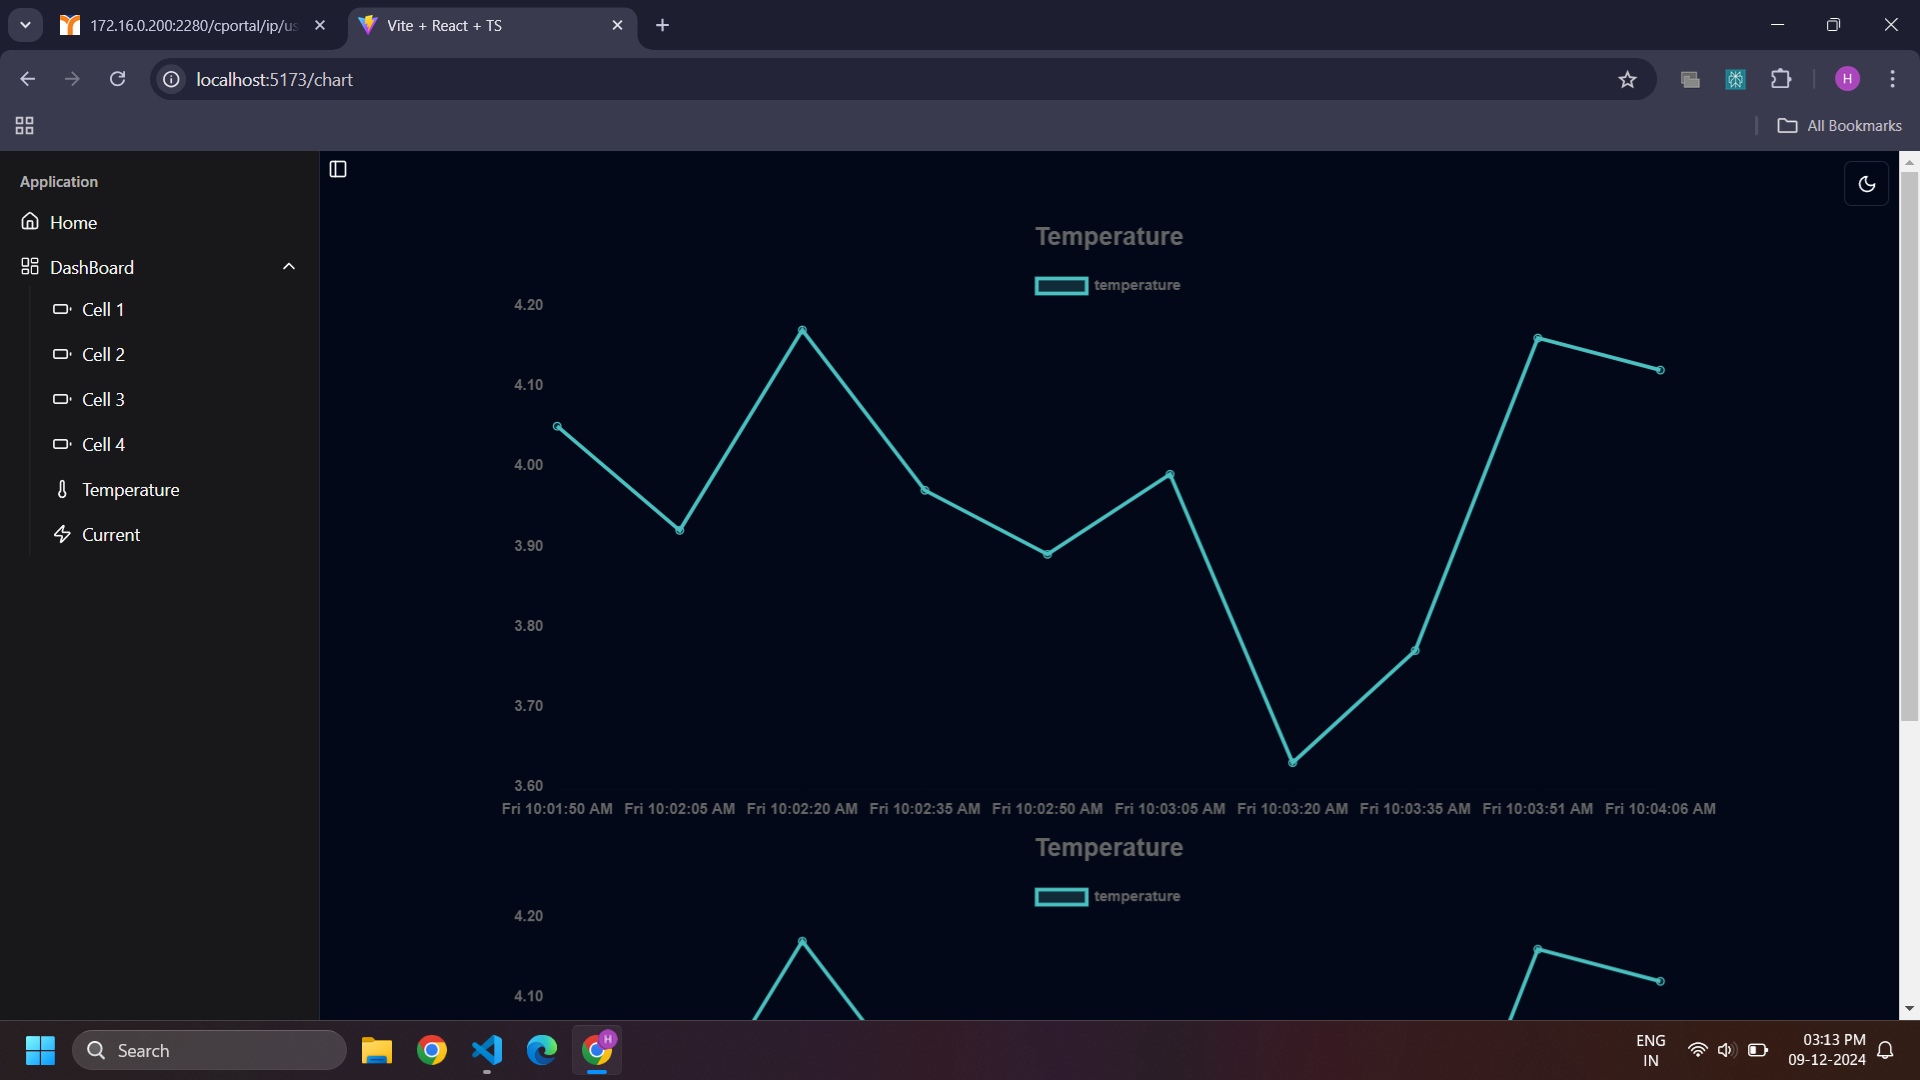 172.16.0.200:2280/cportal/ip/us
Vite + React + TS
localhost:5173/chart
H
All Bookmarks
Application
Home
DashBoard
Cell 1
Cell 2
Cell 3
Cell 4
Temperature
Current
Temperature
temperature
4.20
4.10
4.00
3.90
3.80
3.70
3.60
Fri 10:01:50 AM Fri 10:02:05 AM Fri 10:02:20 AM Fri 10:02:35 AM Fri 10:02:50 AM Fri 10:03:05 AM Fri 10:03:20 AM Fri 10:03:35 AM Fri 10:03:51 AM Fri 10:04:06 AM
Temperature
temperature
4.20
4.10
Search
H
ENG
IN
03:13 PM
09-12-2024